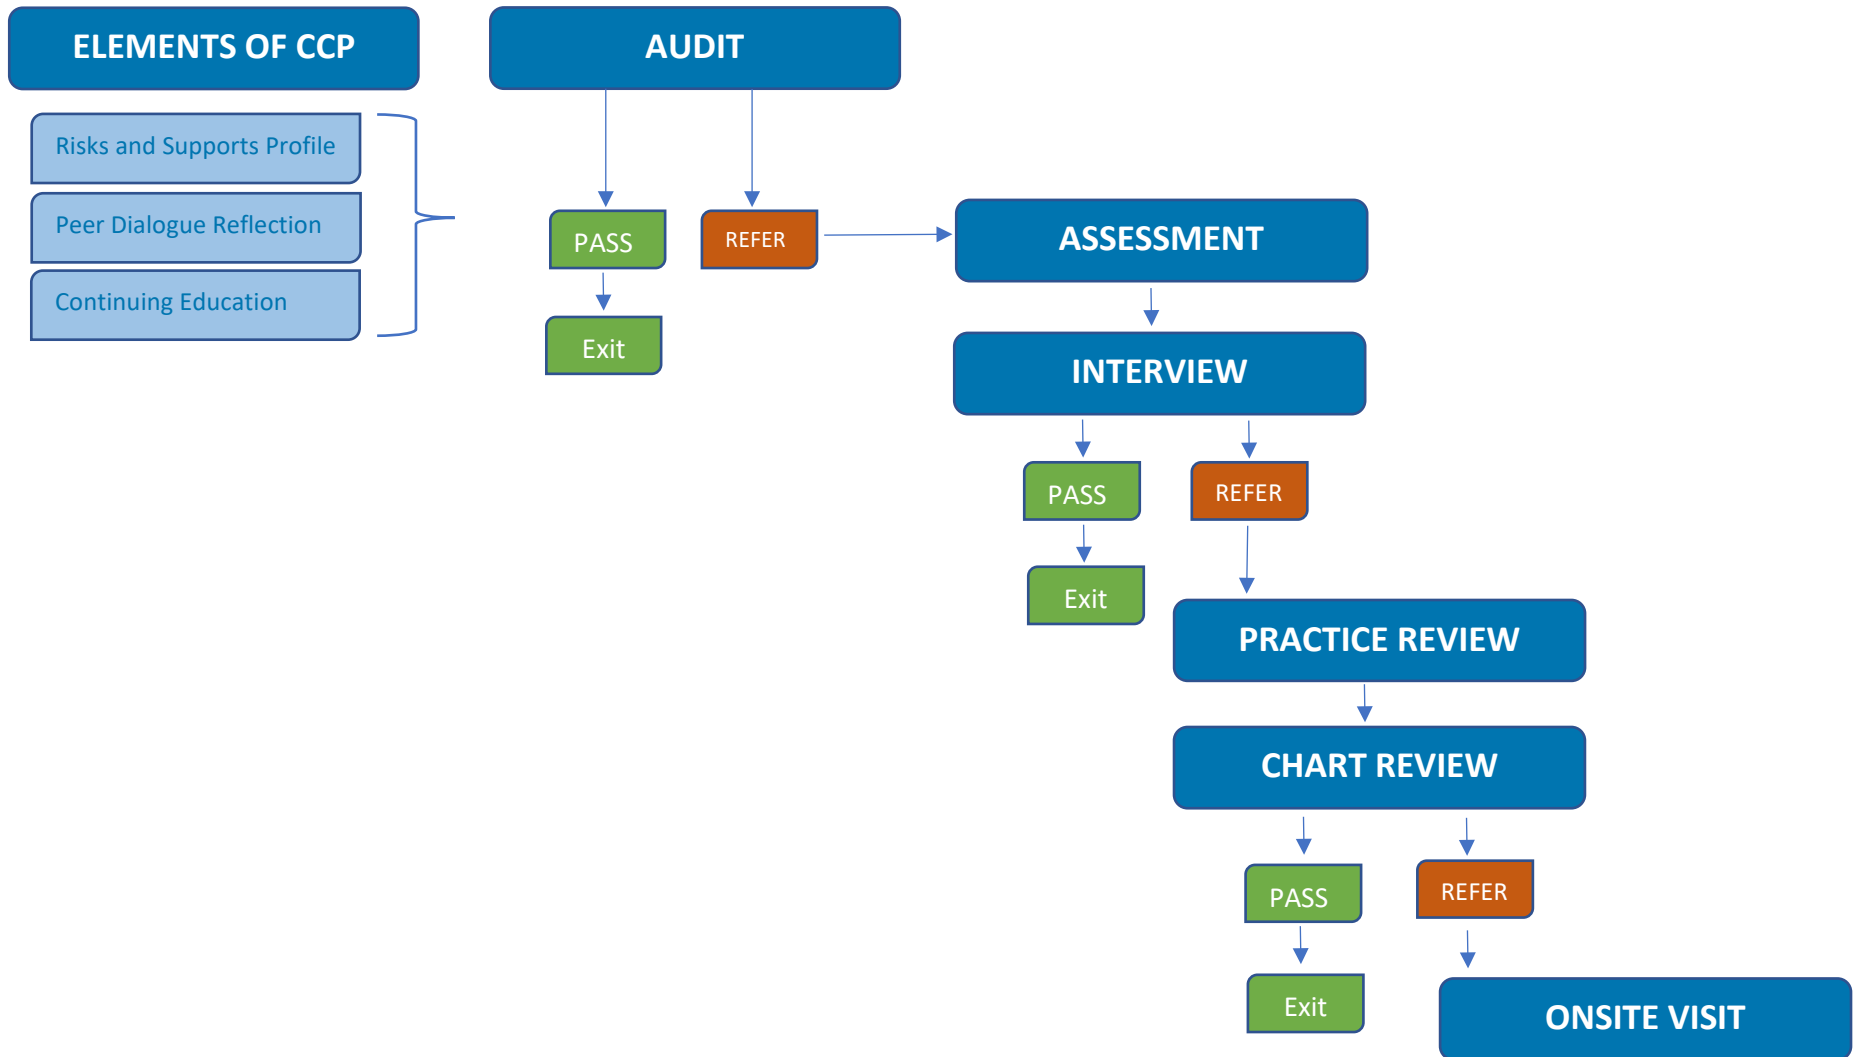 ELEMENTS OF CCP
Risks and Supports Profile
Peer Dialogue Reflection
Continuing Education
AUDIT
PASS
REFER
Exit
ASSESSMENT
INTERVIEW
PASS
REFER
Exit
PRACTICE REVIEW
CHART REVIEW
PASS
REFER
Exit
ONSITE VISIT